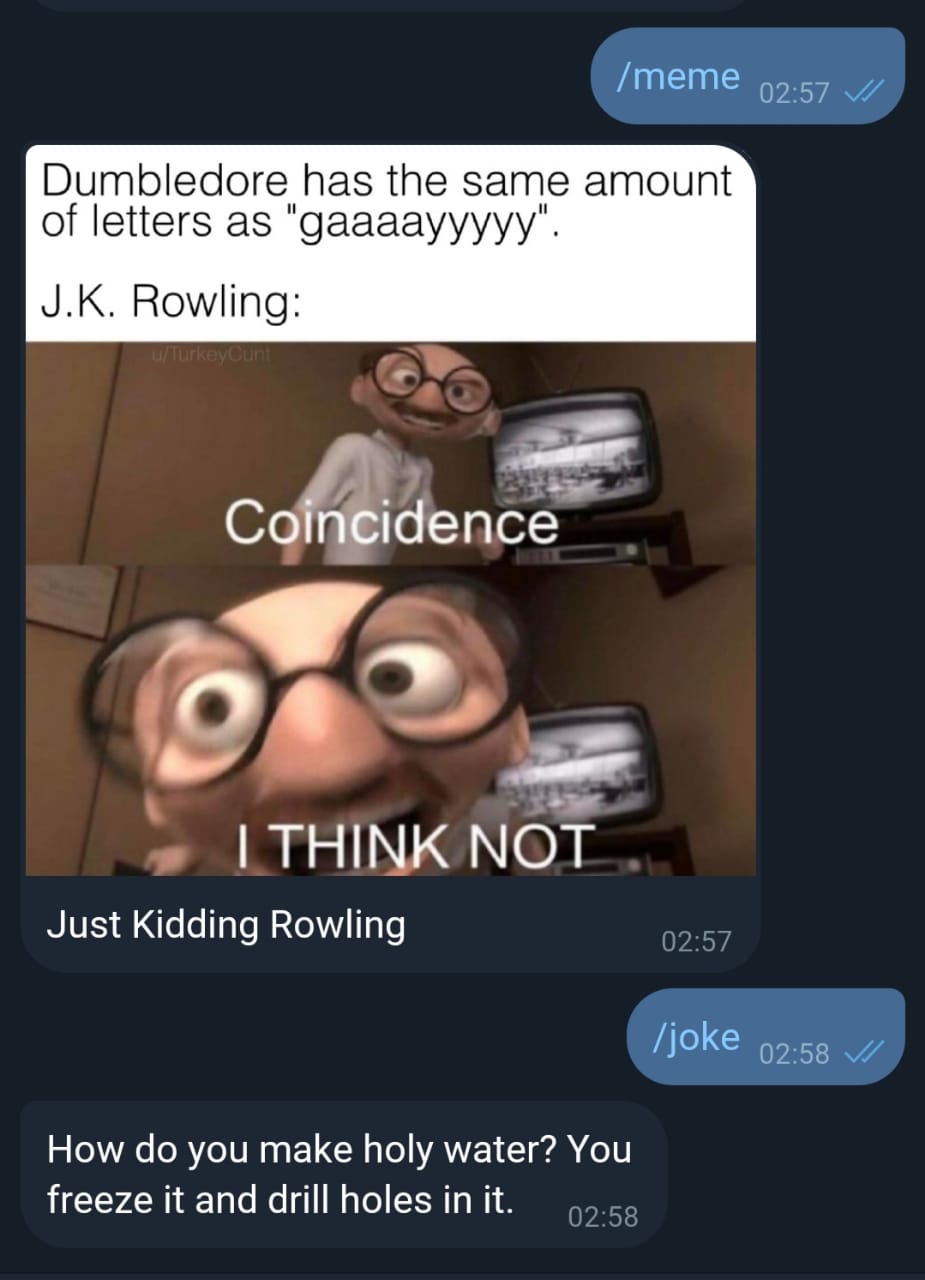 /meme 02:57
Dumbledore has the same amount
of letters as "gaaaayyyyy".
J.K. Rowling:
u/TurkeyCunt
Coincidence
I THINK NOT
Just Kidding Rowling
02:57
/joke 02:58
How do you make holy water? You
freeze it and drill holes in it. 02:58